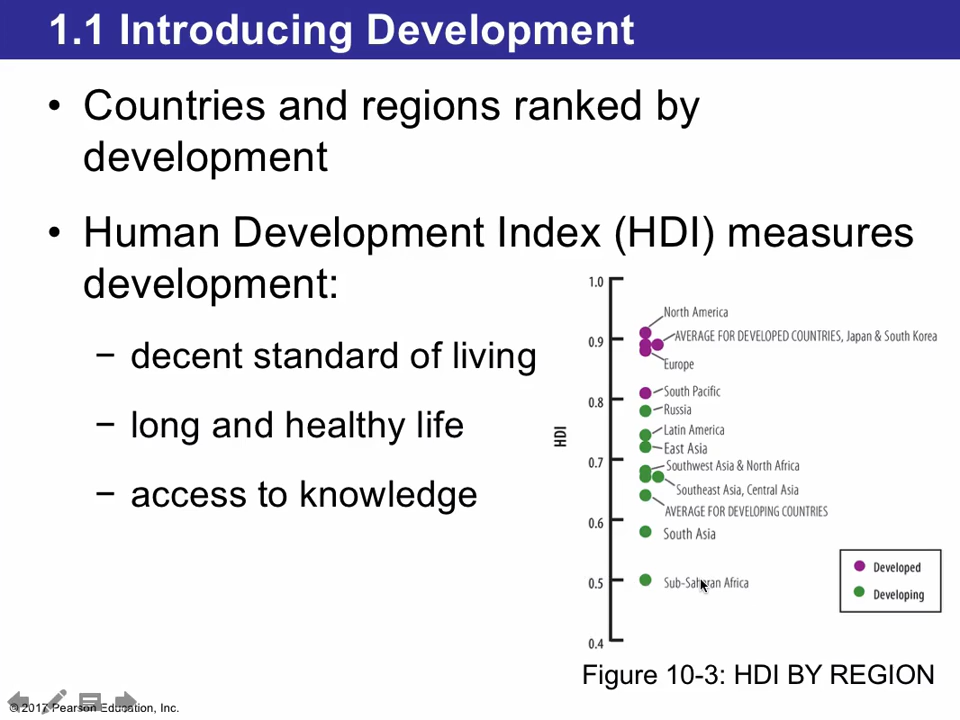 1.1 Introducing Development
• Countries and regions ranked by
development
• Human Development Index (HDI) measures
development:
− decent standard of living
− long and healthy life
− access to knowledge
HDI
1.0
0.9
0.8
0.7
0.6
0.5
0.4
North America
AVERAGE FOR DEVELOPED COUNTRIES, Japan & South Korea
Europe
South Pacific
Russia
Latin America
East Asia
Southwest Asia & North Africa
Southeast Asia, Central Asia
AVERAGE FOR DEVELOPING COUNTRIES
South Asia
Sub-Saharan Africa
Developed
Developing
Figure 10-3: HDI BY REGION
© 2017 Pearson Education, Inc.